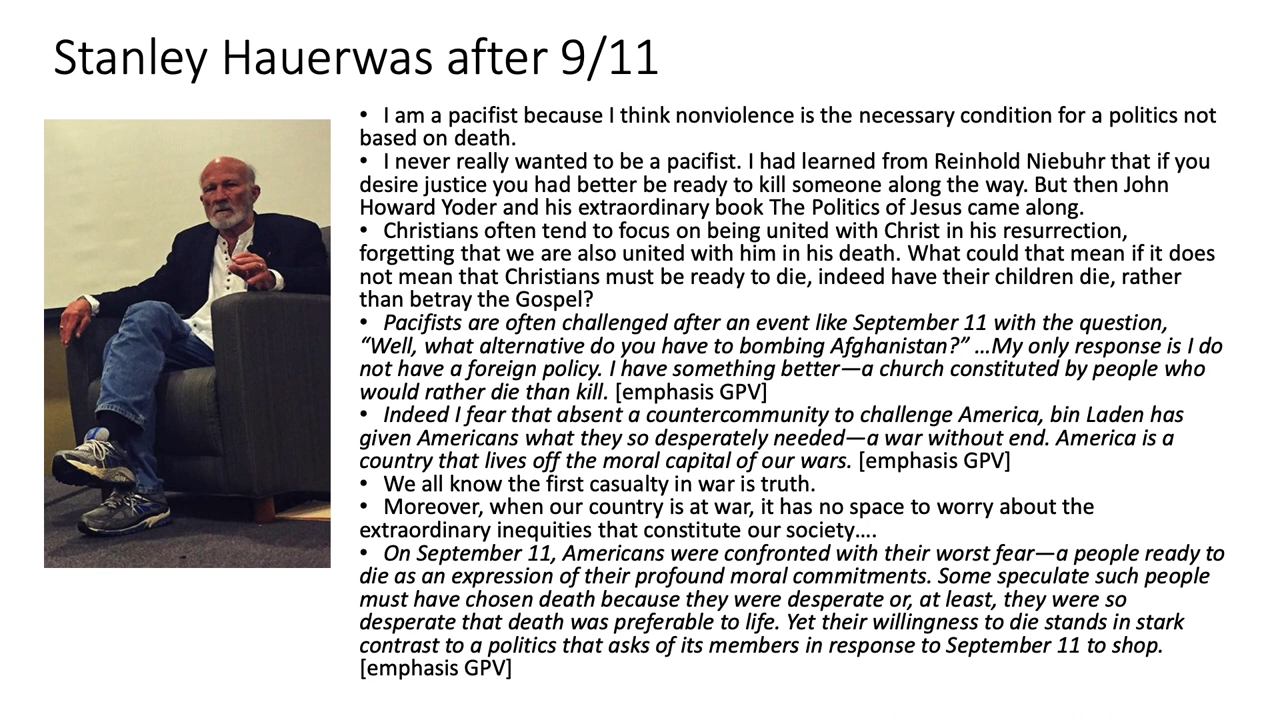 Stanley Hauerwas after 9/11
• I am a pacifist because I think nonviolence is the necessary condition for a politics not
based on death.
• I never really wanted to be a pacifist. I had learned from Reinhold Niebuhr that if you
desire justice you had better be ready to kill someone along the way. But then John
Howard Yoder and his extraordinary book The Politics of Jesus came along.
• Christians often tend to focus on being united with Christ in his resurrection,
forgetting that we are also united with him in his death. What could that mean if it does
not mean that Christians must be ready to die, indeed have their children die, rather
than betray the Gospel?
• Pacifists are often challenged after an event like September 11 with the question,
“Well, what alternative do you have to bombing Afghanistan?” …My only response is I do
not have a foreign policy. I have something better—a church constituted by people who
would rather die than kill. [emphasis GPV]
• Indeed I fear that absent a countercommunity to challenge America, bin Laden has
given Americans what they so desperately needed—a war without end. America is a
country that lives off the moral capital of our wars. [emphasis GPV]
• We all know the first casualty in war is truth.
• Moreover, when our country is at war, it has no space to worry about the
extraordinary inequities that constitute our society….
• On September 11, Americans were confronted with their worst fear—a people ready to
die as an expression of their profound moral commitments. Some speculate such people
must have chosen death because they were desperate or, at least, they were so
desperate that death was preferable to life. Yet their willingness to die stands in stark
contrast to a politics that asks of its members in response to September 11 to shop.
[emphasis GPV]